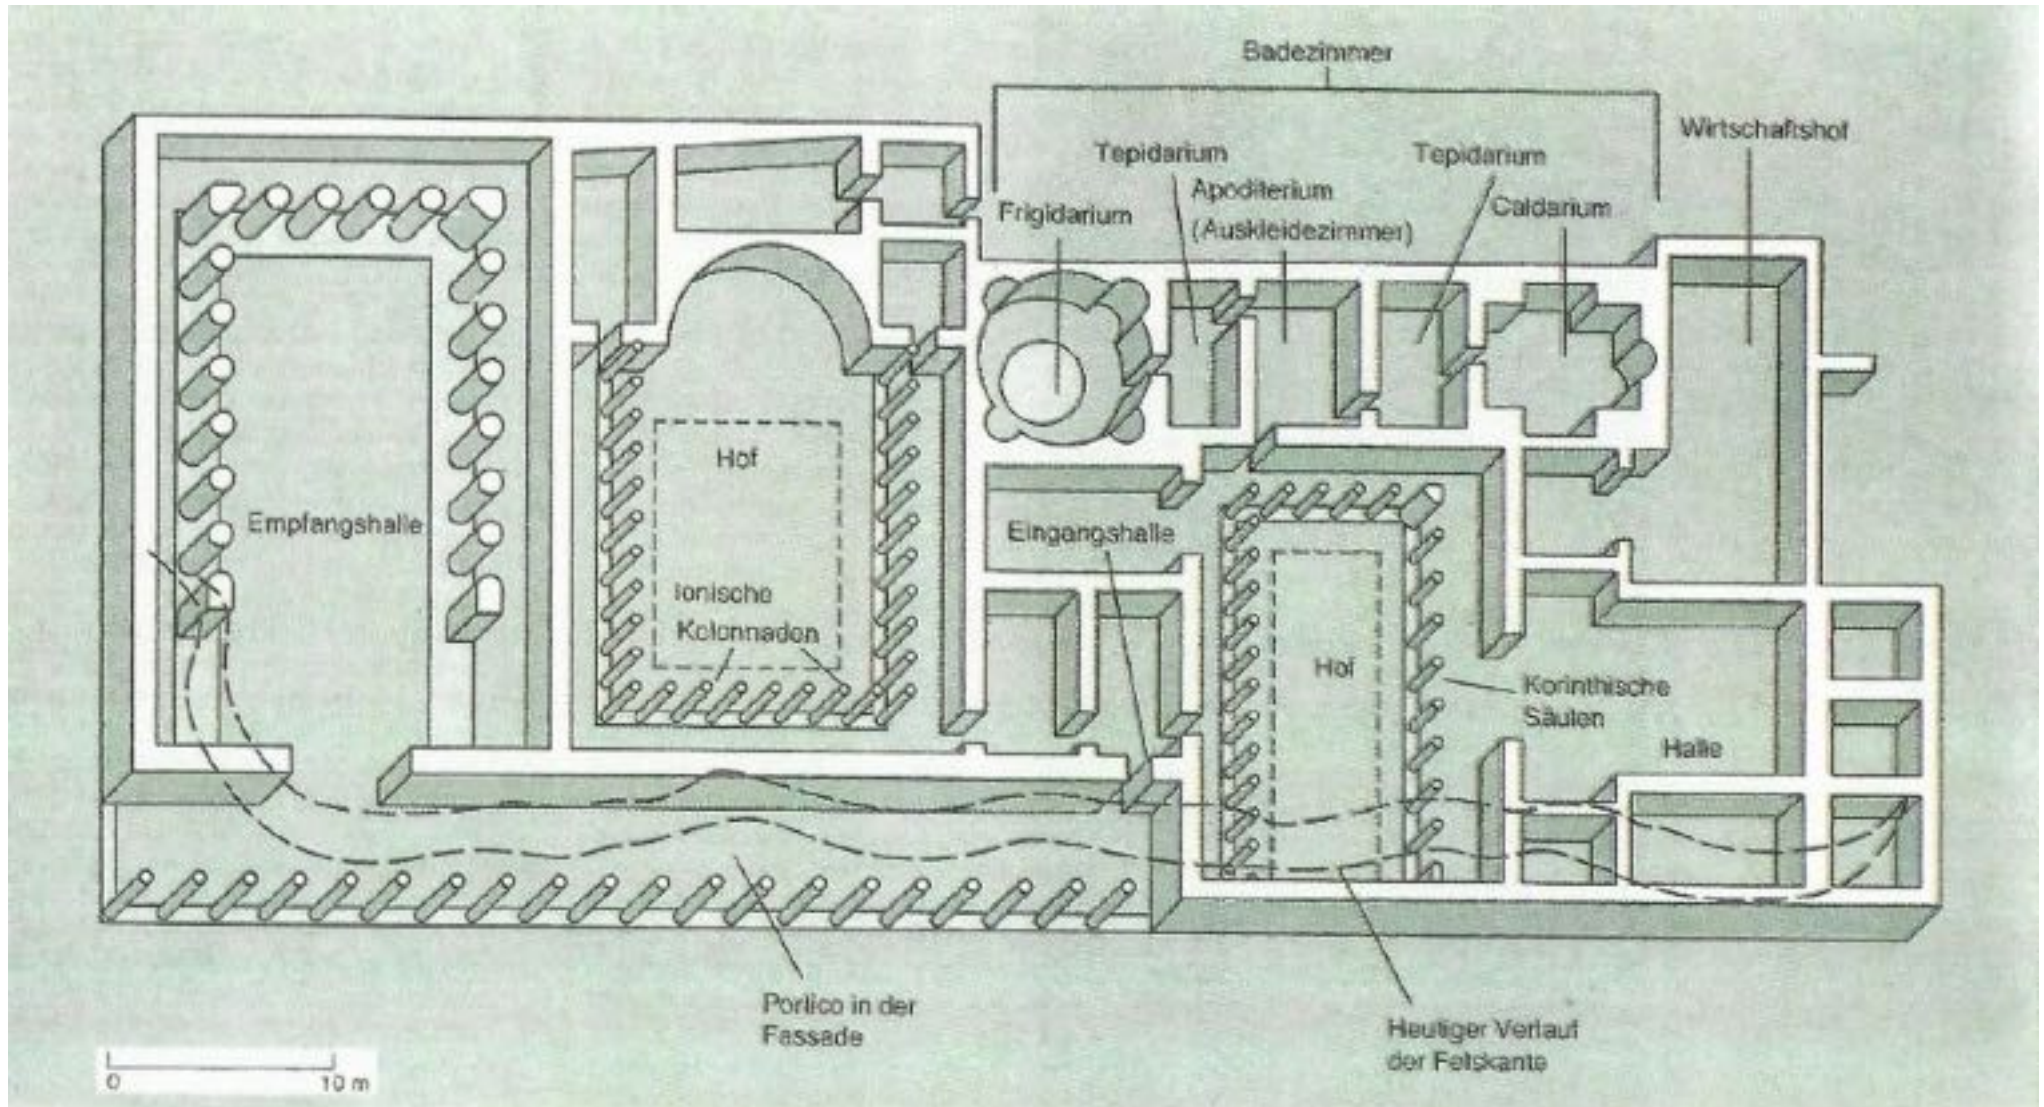 Badezimmer
Wirtschaftshof
Tepidarium
Tepidarium
Apoditerium
(Auskleidezimmer)
Caldarium
Frigidarium
Hof
Empfangshalle
Eingangshalle
Ionische
Kolonnaden
Hof
Korinthische
Säulen
Halle
Portico in der
Fassade
Heutiger Verlauf
der Felskante
0
10 m